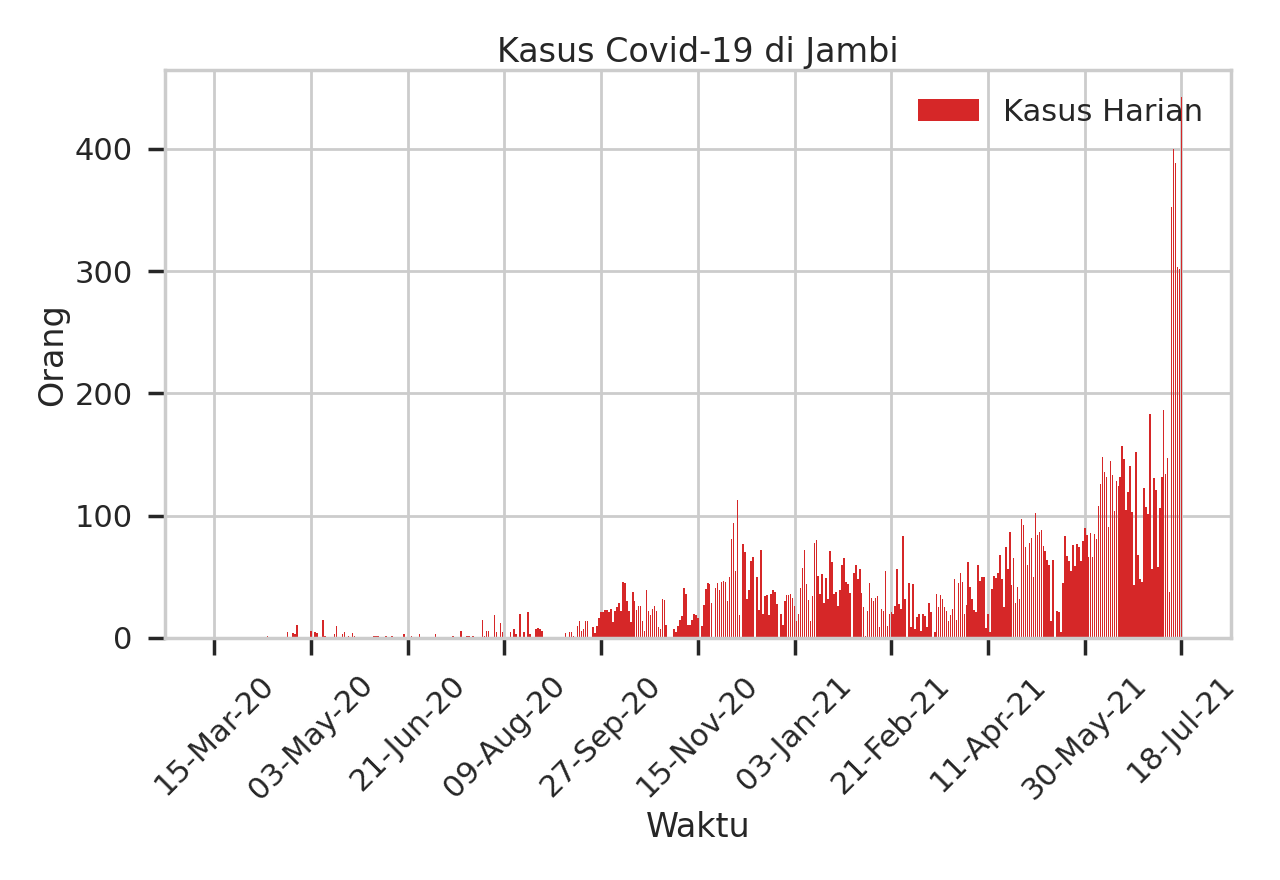 Kasus Covid-19 di Jambi
Kasus Harian
Orang
400
300
200
100
0
15-Mar-20
03-May-20
21-Jun-20
09-Aug-20
27-Sep-20
15-Nov-20
03-Jan-21
21-Feb-21
11-Apr-21
30-May-21
18-Jul-21
Waktu